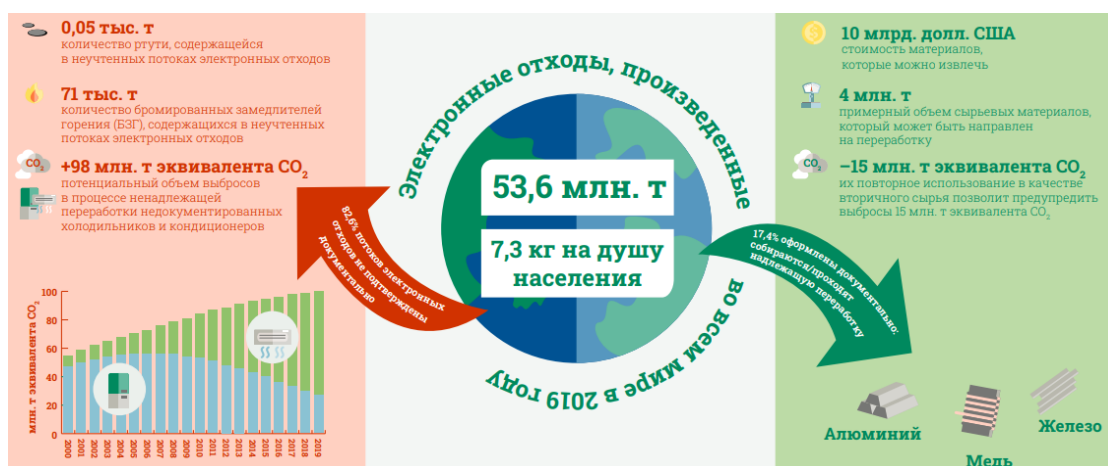 0,05 тыс. т
количество ртути, содержащейся
в неучтенных потоках электронных отходов
71 тыс. т
количество бромированных замедлителей
горения (БЗГ), содержащихся в неучтенных
потоках электронных отходов
CO₂
+98 млн. т эквивалента CO₂
потенциальный объем выбросов
в процессе ненадлежащей
переработки недокументированных
холодильников и кондиционеров
млн. т эквивалента CO₂
100
80
60
40
20
0
2000
2001
2002
2003
2004
2005
2006
2007
2008
2009
2010
2011
2012
2013
2014
2015
2016
2017
2018
2019
82,6% потоков электронных
отходов не подтверждены
документально
Электронные отходы, произведенные
во всем мире в 2019 году
53,6 млн. т
7,3 кг на душу
населения
17,4% оформлены документально:
собираются/проходят
надлежащую переработку
10 млрд. долл. США
стоимость материалов,
которые можно извлечь
4 млн. т
примерный объем сырьевых материалов,
который может быть направлен
на переработку
CO₂
–15 млн. т эквивалента CO₂
их повторное использование в качестве
вторичного сырья позволит предупредить
выбросы 15 млн. т эквивалента CO₂
Алюминий
Медь
Железо